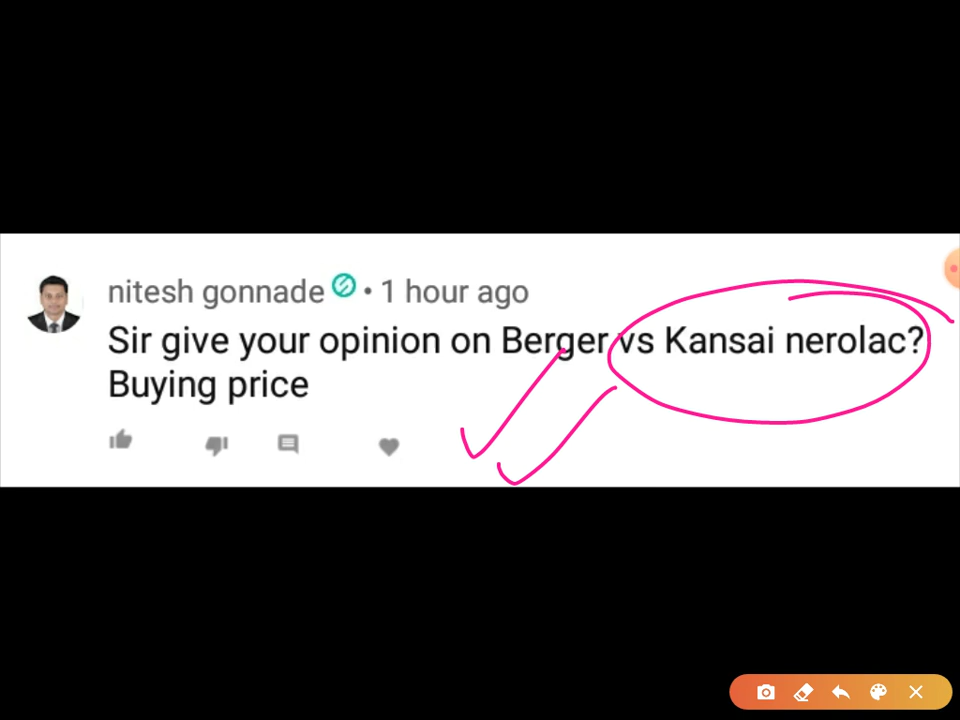 nitesh gonnade • 1 hour ago
Sir give your opinion on Berger vs Kansai nerolac?
Buying price